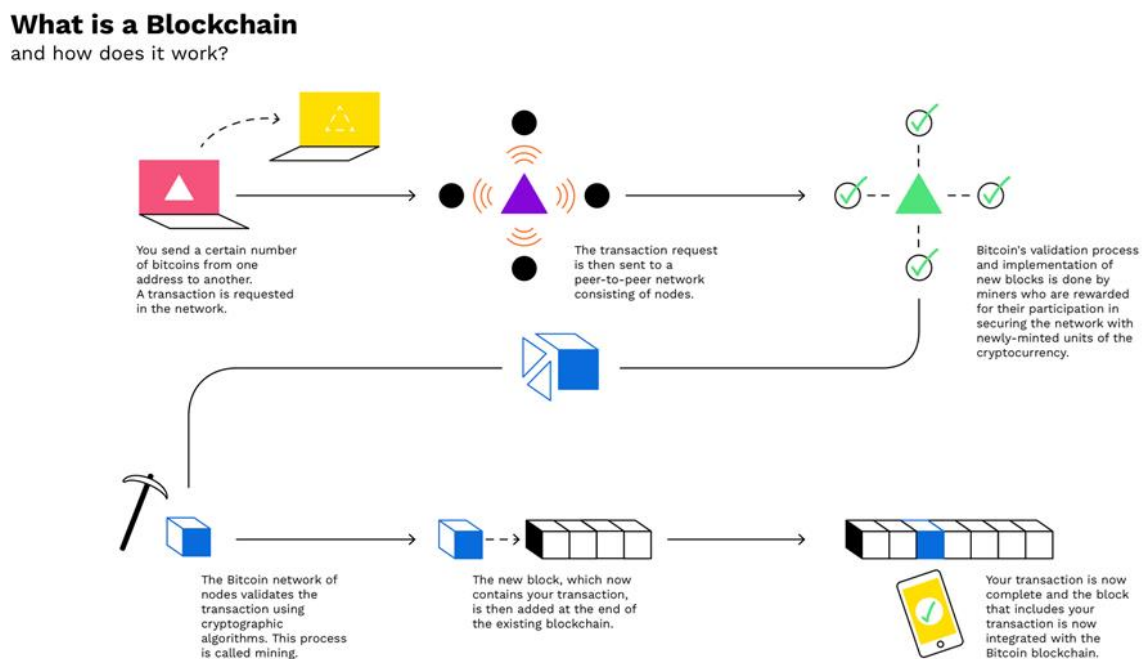 What is a Blockchain
and how does it work?
You send a certain number
of bitcoins from one
address to another.
A transaction is requested
in the network.
The transaction request
is then sent to a
peer-to-peer network
consisting of nodes.
Bitcoin's validation process
and implementation of
new blocks is done by
miners who are rewarded
for their participation in
securing the network with
newly-minted units of the
cryptocurrency.
The Bitcoin network of
nodes validates the
transaction using
cryptographic
algorithms. This process
is called mining.
The new block, which now
contains your transaction,
is then added at the end of
the existing blockchain.
Your transaction is now
complete and the block
that includes your
transaction is now
integrated with the
Bitcoin blockchain.